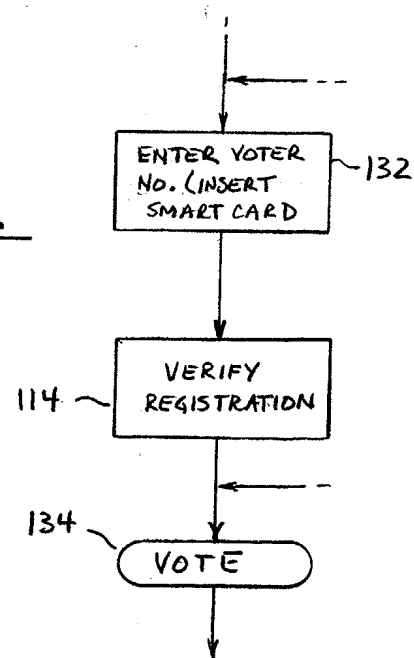 ENTER VOTER
NO. (INSERT
SMART CARD
132
VERIFY
REGISTRATION
114
134
VOTE